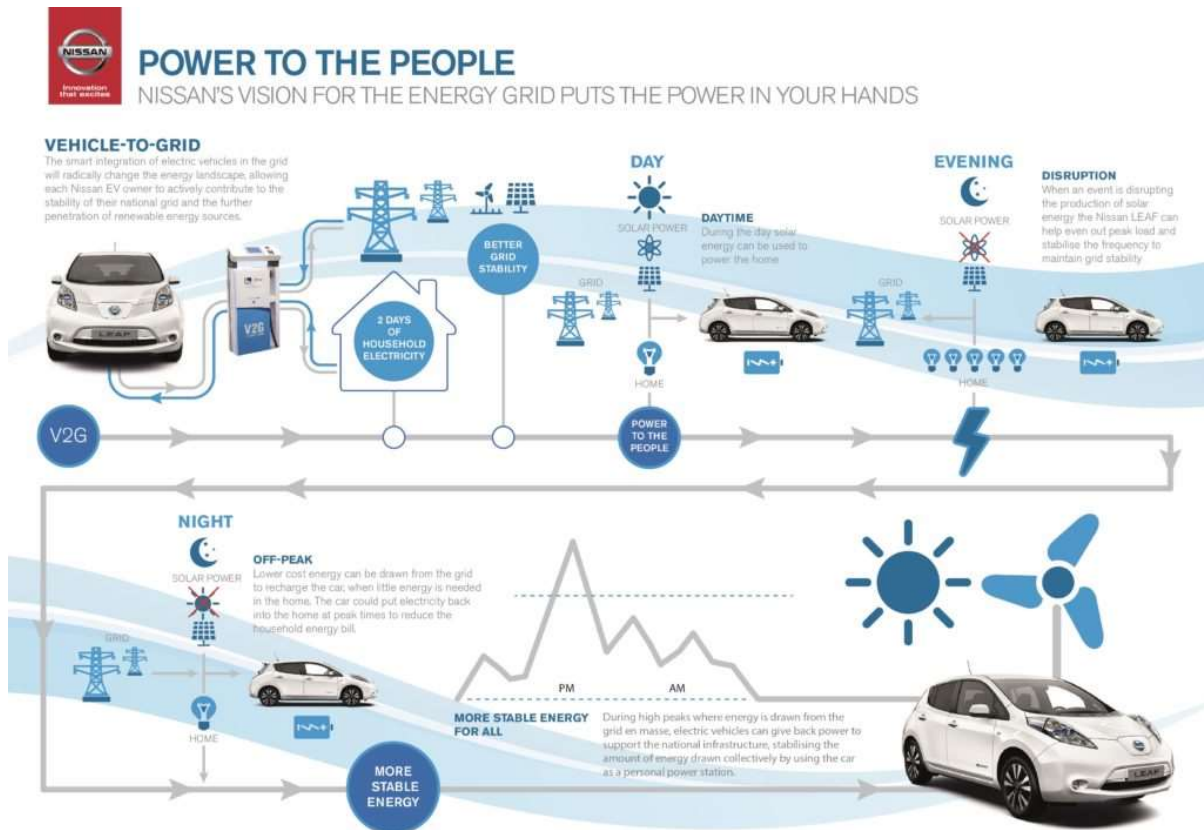 NISSAN
Innovation
that excites
POWER TO THE PEOPLE
NISSAN'S VISION FOR THE ENERGY GRID PUTS THE POWER IN YOUR HANDS
VEHICLE-TO-GRID
The smart integration of electric vehicles in the grid
will radically change the energy landscape, allowing
each Nissan EV owner to actively contribute to the
stability of their national grid and the further
penetration of renewable energy sources.
LEAF
V2G
2 DAYS
OF
HOUSEHOLD
ELECTRICITY
BETTER
GRID
STABILITY
DAY
SOLAR POWER
DAYTIME
During the day solar
energy can be used to
power the home
GRID
HOME
EVENING
SOLAR POWER
DISRUPTION
When an event is disrupting
the production of solar
energy the Nissan LEAF can
help even out peak load and
stabilise the frequency to
maintain grid stability
GRID
HOME
V2G
POWER
TO THE
PEOPLE
NIGHT
SOLAR POWER
OFF-PEAK
Lower cost energy can be drawn from the grid
to recharge the car, when little energy is needed
in the home. The car could put electricity back
into the home at peak times to reduce the
household energy bill.
GRID
HOME
PM
AM
MORE STABLE ENERGY
FOR ALL
During high peaks where energy is drawn from the
grid en masse, electric vehicles can give back power to
support the national infrastructure, stabilising the
amount of energy drawn collectively by using the car
as a personal power station.
MORE
STABLE
ENERGY
LEAF